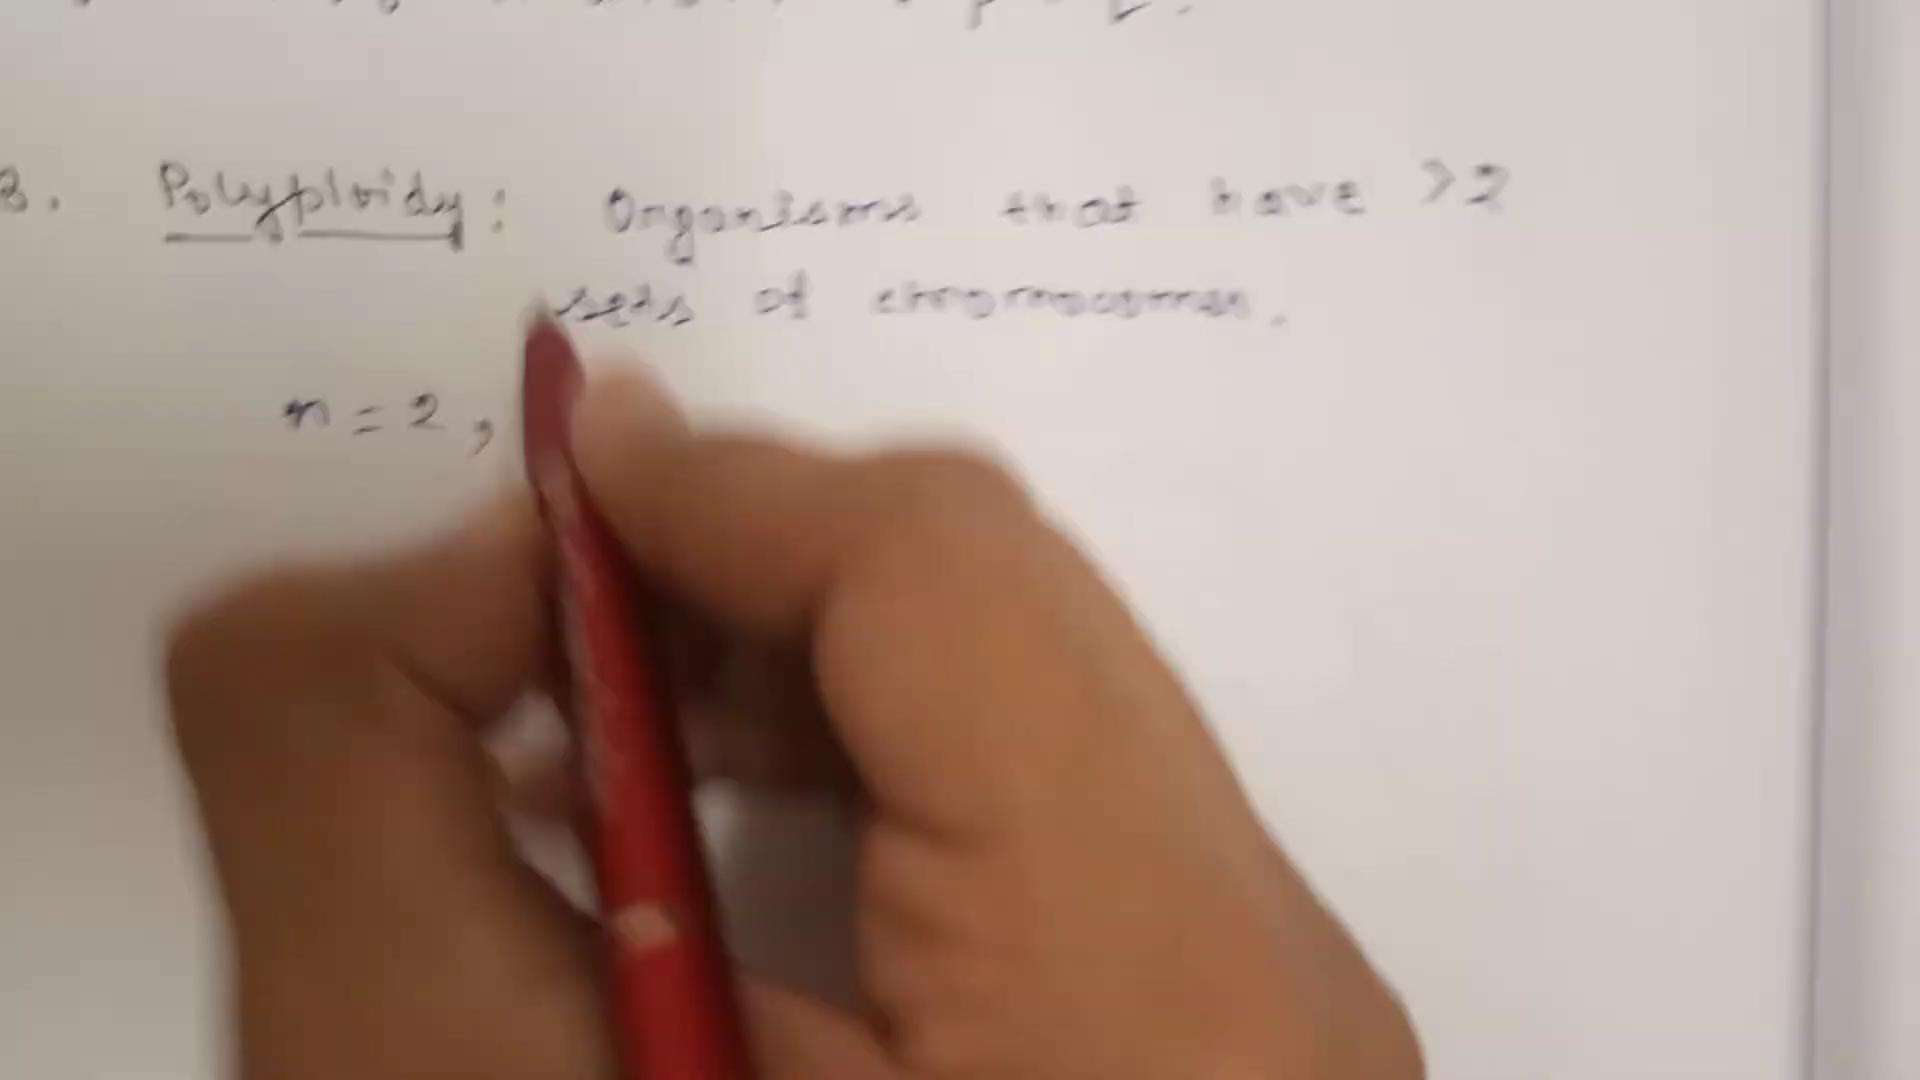 3. Polyploidy: Organisms that have >2
sets of chromosomes.
n = 2,